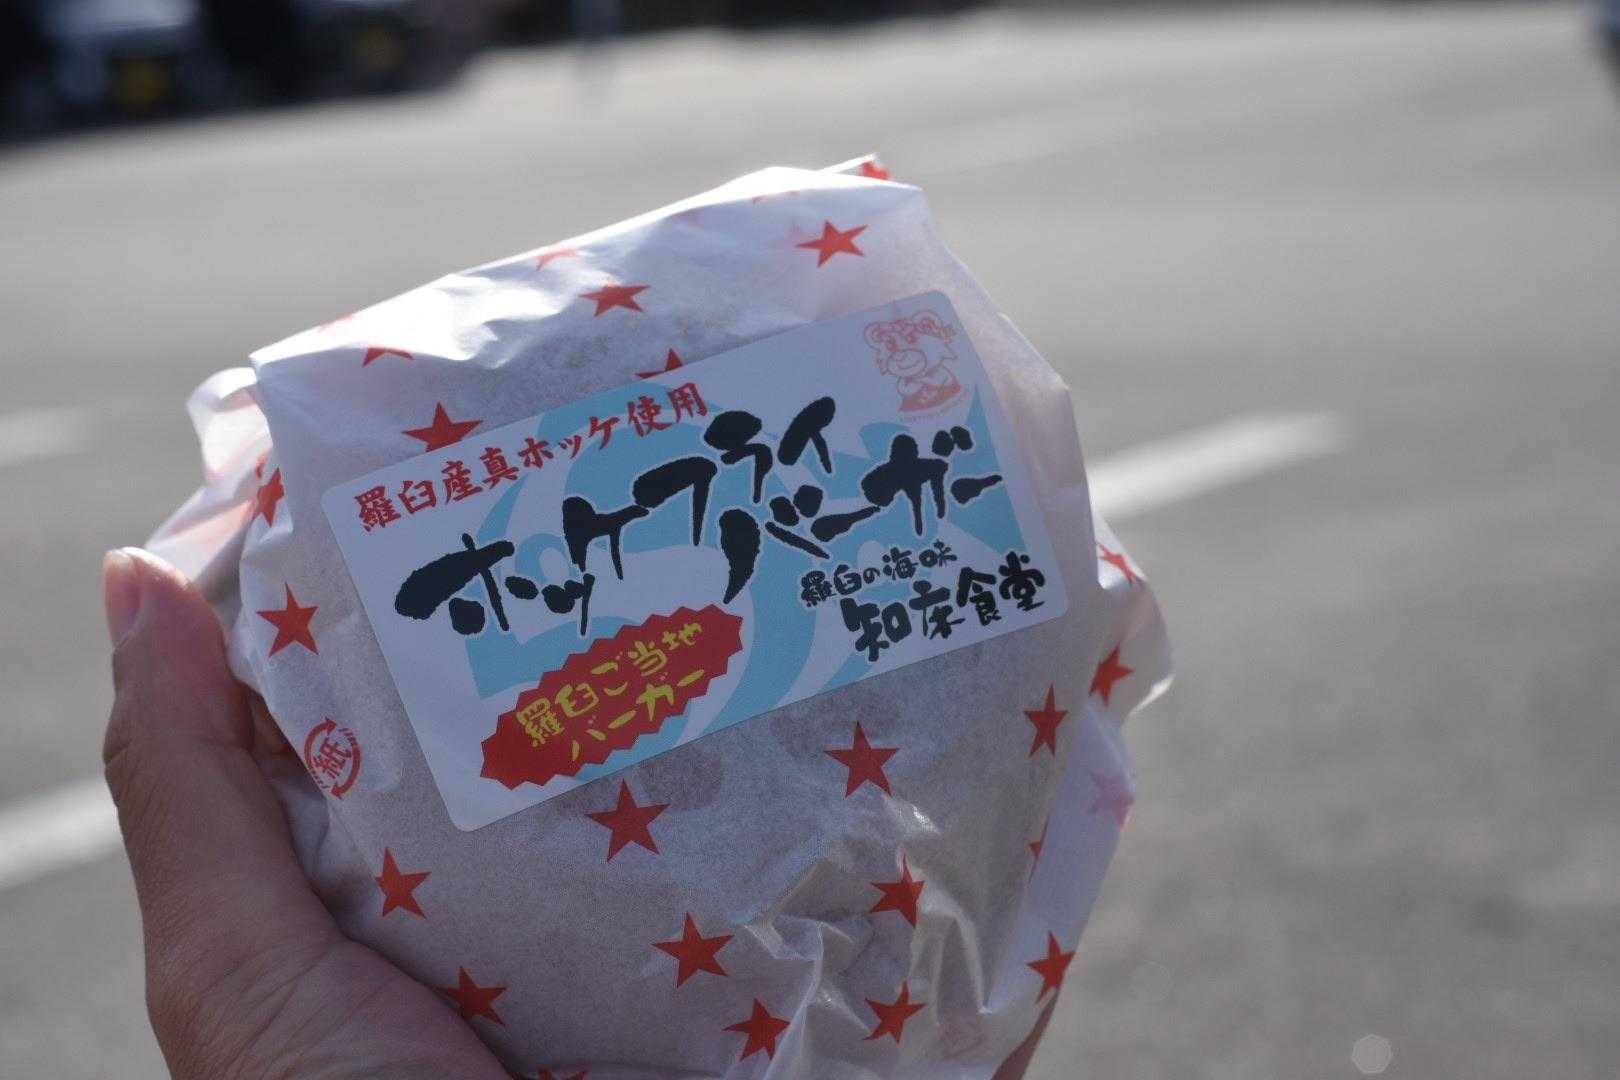 羅臼産真ホッケ使用
ホッケフライ
バーガー
羅臼の海味
知床食堂
羅臼ご当地
バーガー
紙